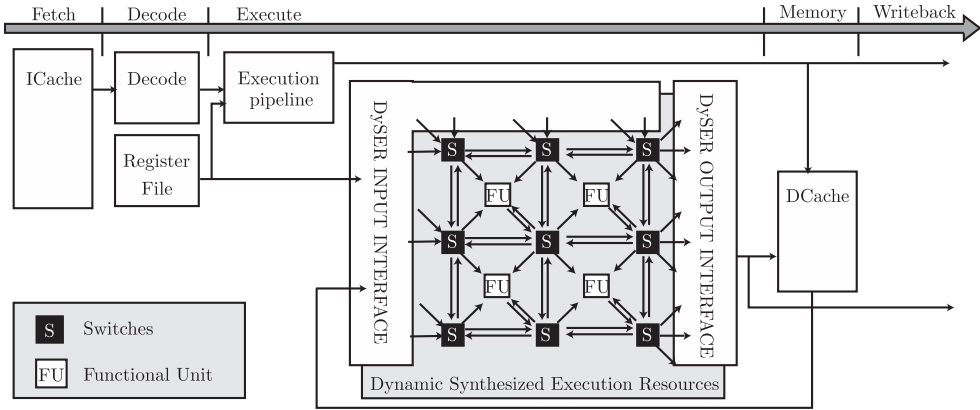 Fetch
Decode
Execute
Memory
Writeback
ICache
Decode
Execution
pipeline
Register
File
DySER INPUT INTERFACE
DySER OUTPUT INTERFACE
DCache
S
S
S
FU
FU
S
S
S
FU
FU
S
S
S
Dynamic Synthesized Execution Resources
S
Switches
FU
Functional Unit